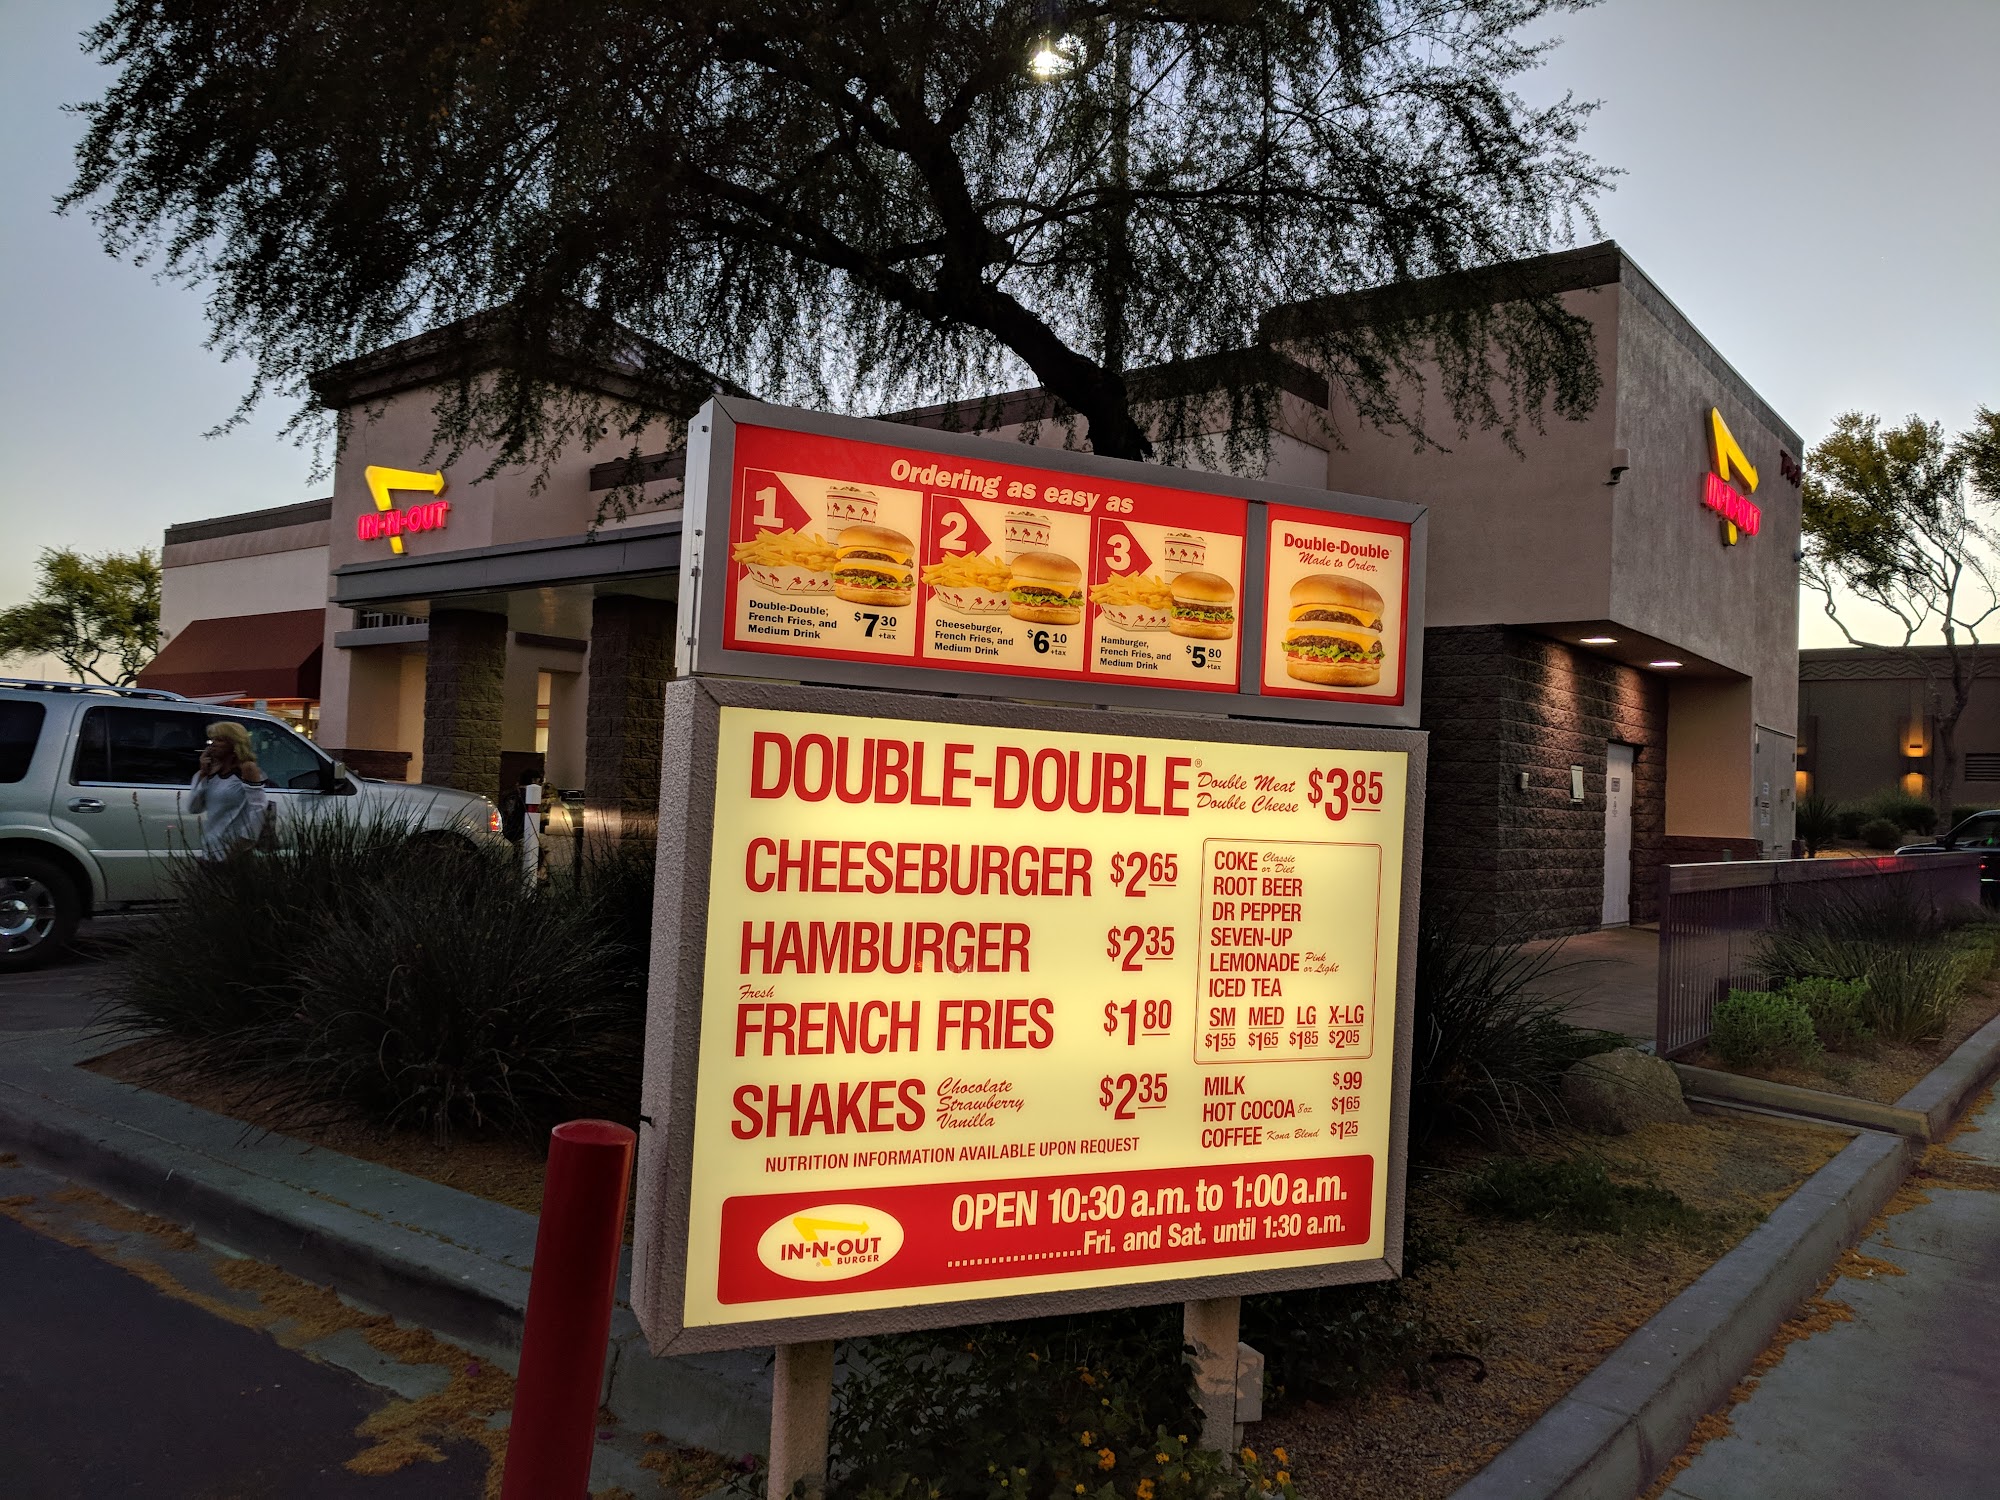 IN-N-OUT
IN-N-OUT
Ordering as easy as
1
Double-Double,
French Fries, and
Medium Drink
$7 30 +tax
2
Cheeseburger,
French Fries, and
Medium Drink
$6 10 +tax
3
Hamburger,
French Fries, and
Medium Drink
$5 80 +tax
Double-Double
Made to Order.
DOUBLE-DOUBLE® Double Meat Double Cheese $3 85
CHEESEBURGER $2 65
HAMBURGER $2 35
Fresh
FRENCH FRIES $1 80
SHAKES Chocolate Strawberry Vanilla $2 35
NUTRITION INFORMATION AVAILABLE UPON REQUEST
COKE Classic or Diet
ROOT BEER
DR PEPPER
SEVEN-UP
LEMONADE Pink or Light
ICED TEA
SM MED LG X-LG
$1 55 $1 65 $1 85 $2 05
MILK $.99
HOT COCOA 8oz. $1 65
COFFEE Kona Blend $1 25
IN-N-OUT
BURGER
OPEN 10:30 a.m. to 1:00 a.m.
....................Fri. and Sat. until 1:30 a.m.